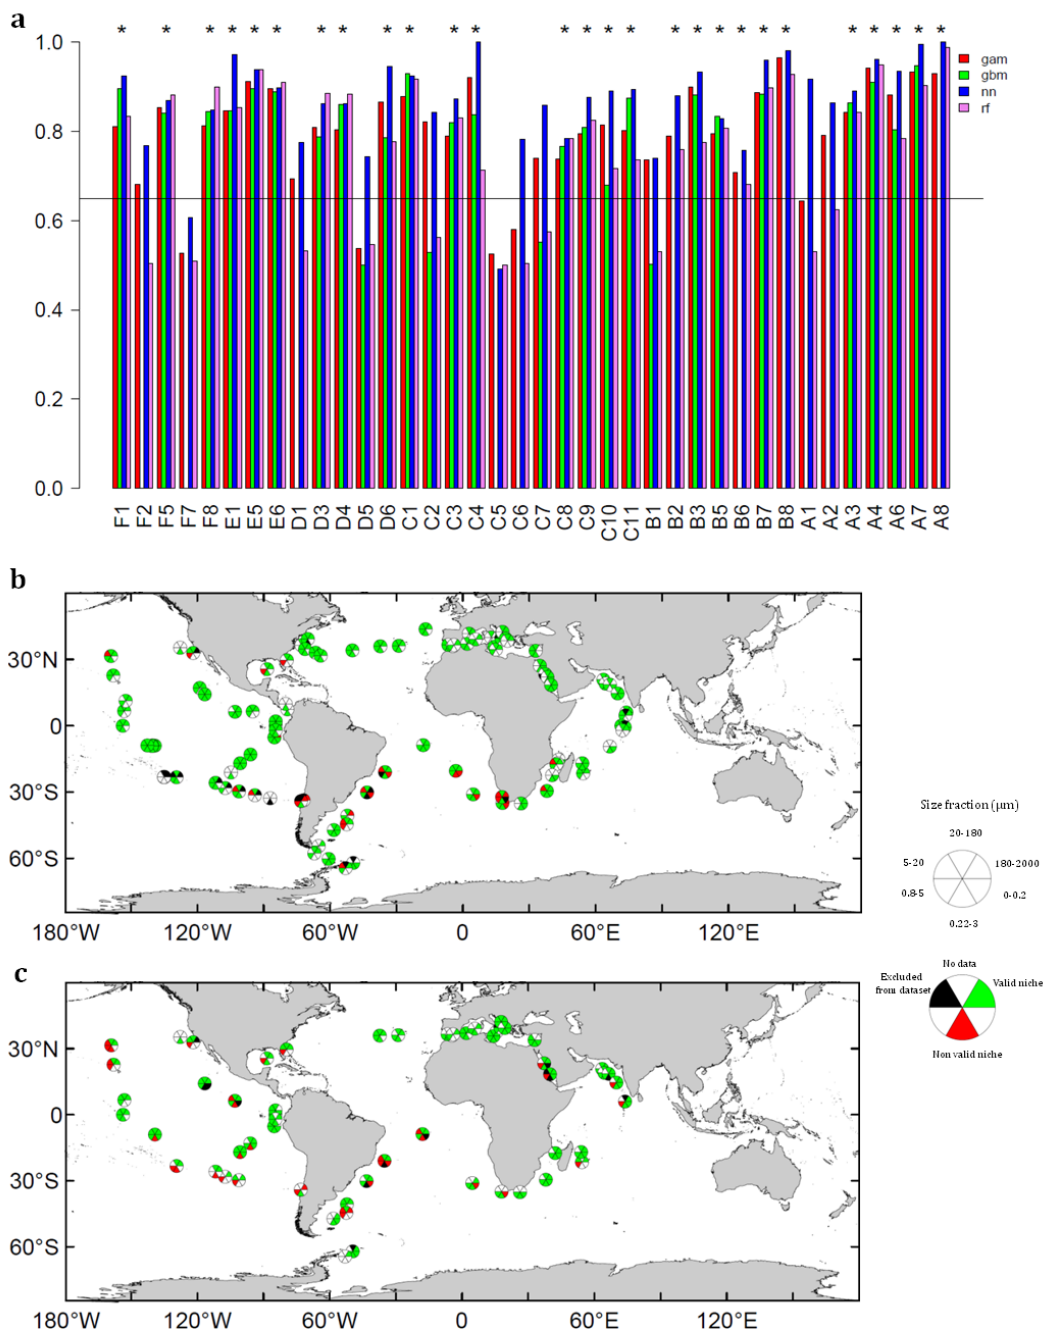 a
* * * * * * * * * * * * * * * * * * * * * * * * * * * *
1.0
0.8
0.6
0.4
0.2
0.0
gam
gbm
nn
rf
F1 F2 F5 F7 F8 E1 E5 E6 D1 D3 D4 D5 D6 C1 C2 C3 C4 C5 C6 C7 C8 C9 C10 C11 B1 B2 B3 B5 B6 B7 B8 A1 A2 A3 A4 A6 A7 A8
b
30°N
0
30°S
60°S
180°W 120°W 60°W 0 60°E 120°E
Size fraction (µm)
20-180
5-20 180-2000
0.8-5 0-0.2
0.22-3
c
30°N
0
30°S
60°S
180°W 120°W 60°W 0 60°E 120°E
No data
Excluded from dataset
Valid niche
Non valid niche